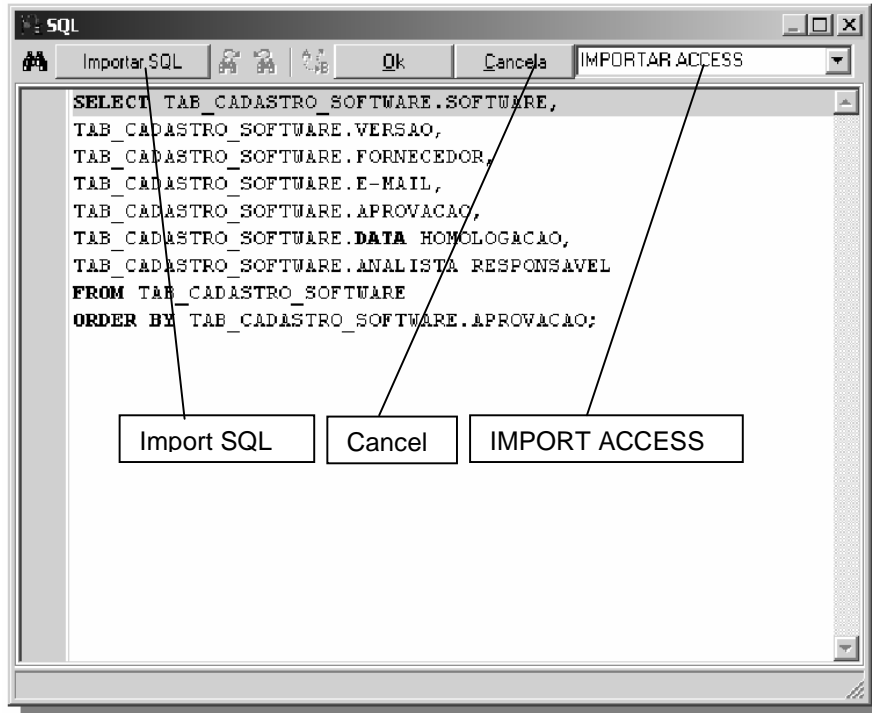 SQL
Importar SQL Ok Cancela IMPORTAR ACCESS
SELECT TAB_CADASTRO_SOFTWARE.SOFTWARE,
TAB_CADASTRO_SOFTWARE.VERSAO,
TAB_CADASTRO_SOFTWARE.FORNECEDOR,
TAB_CADASTRO_SOFTWARE.E-MAIL,
TAB_CADASTRO_SOFTWARE.APROVACAO,
TAB_CADASTRO_SOFTWARE.DATA HOMOLOGACAO,
TAB_CADASTRO_SOFTWARE.ANALISTA RESPONSAVEL
FROM TAB_CADASTRO_SOFTWARE
ORDER BY TAB_CADASTRO_SOFTWARE.APROVACAO;
Import SQL Cancel IMPORT ACCESS